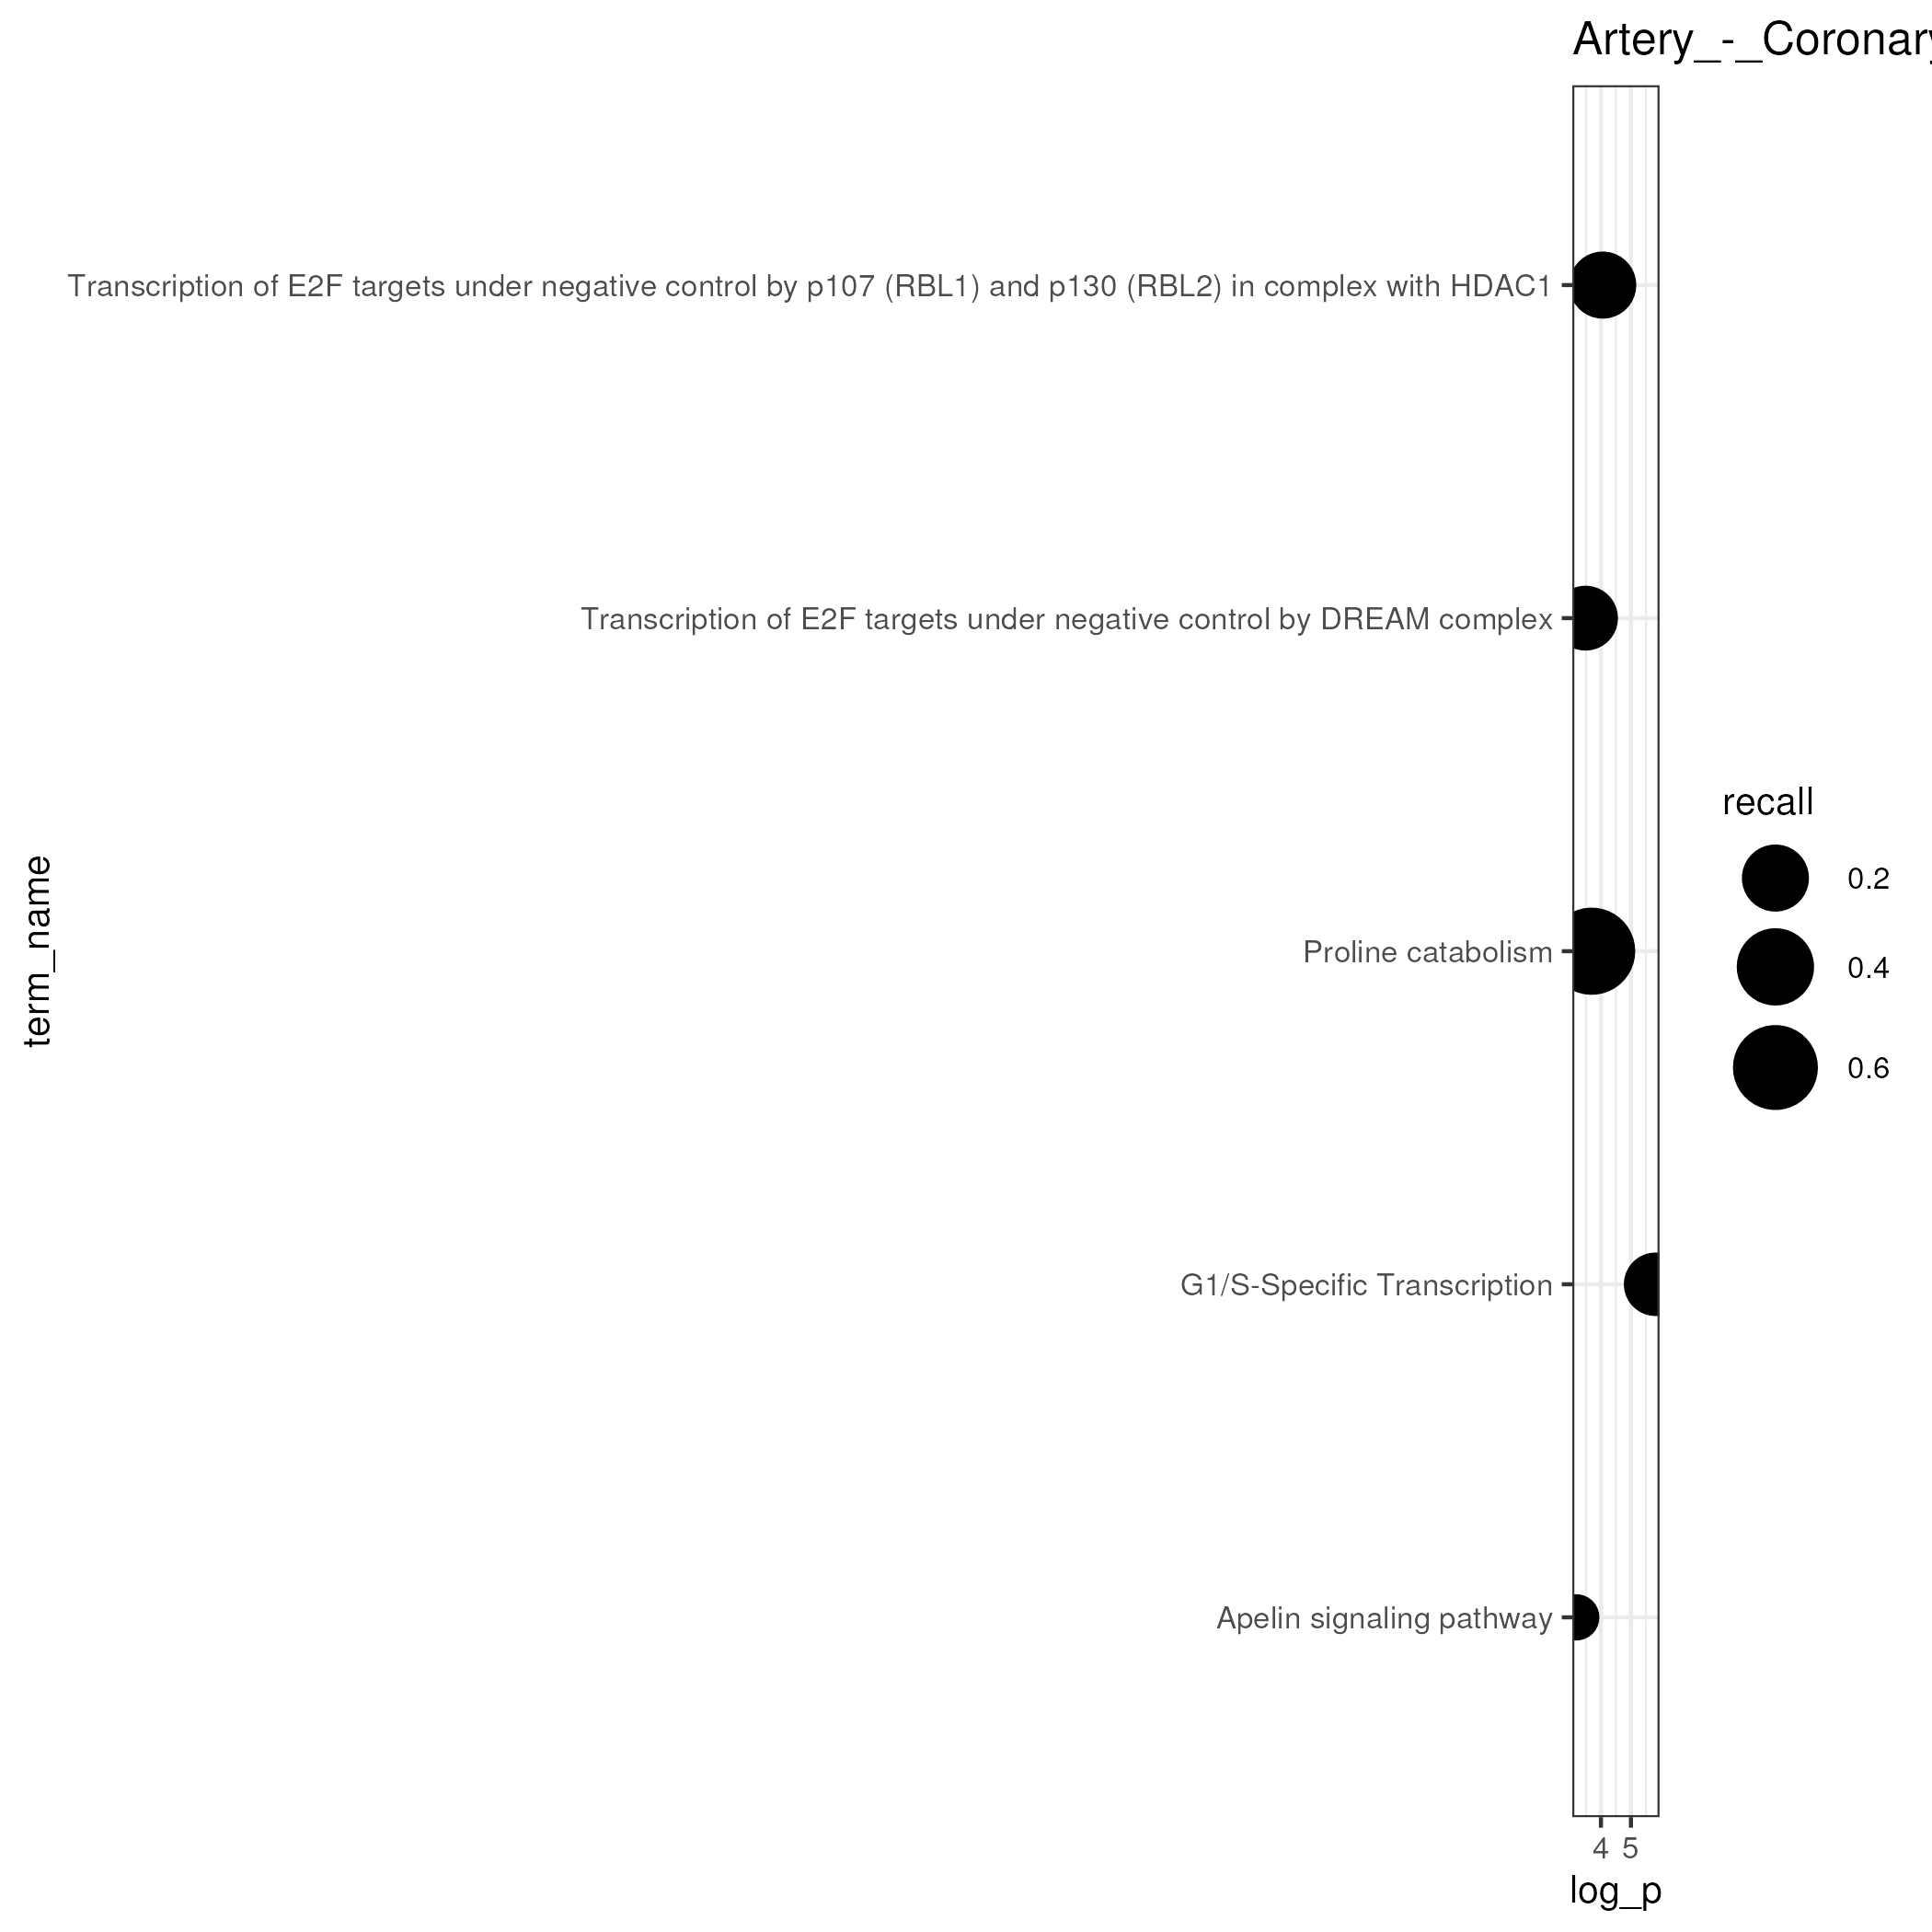 Artery_-_Coronary
Transcription of E2F targets under negative control by p107 (RBL1) and p130 (RBL2) in complex with HDAC1
Transcription of E2F targets under negative control by DREAM complex
Proline catabolism
G1/S-Specific Transcription
Apelin signaling pathway
term_name
4 5
log_p
recall
0.2
0.4
0.6